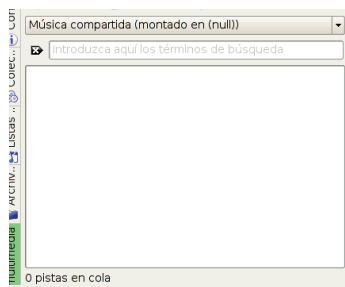 Música compartida (montado en (null))
Introduzca aquí los términos de búsqueda
0 pistas en cola
Con
Colec..
Listas ..
Archiv..
multimedia